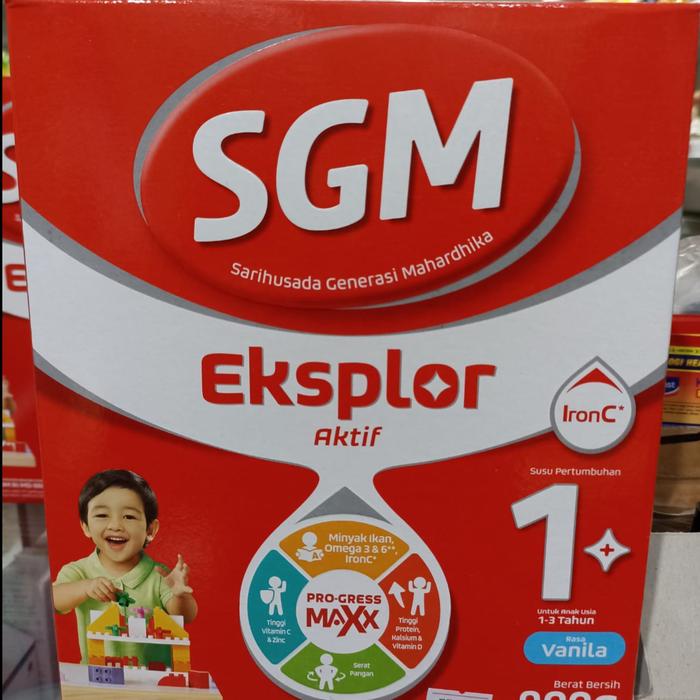 SGM
Sarihusada Generasi Mahardhika
Eksplor
Aktif
IronC*
Susu Pertumbuhan
1+
Untuk Anak Usia
1-3 Tahun
Rasa
Vanila
Berat Bersih
Minyak Ikan,
Omega 3 & 6**,
IronC*
Tinggi
Vitamin C
& Zinc
PRO-GRESS
MAXX
Tinggi
Protein,
Kalsium &
Vitamin D
Serat
Pangan